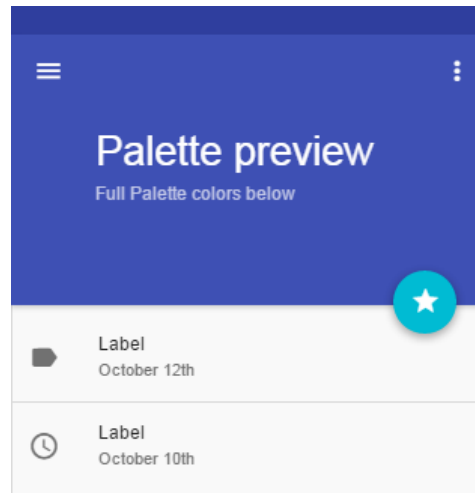 Palette preview
Full Palette colors below
Label
October 12th
Label
October 10th